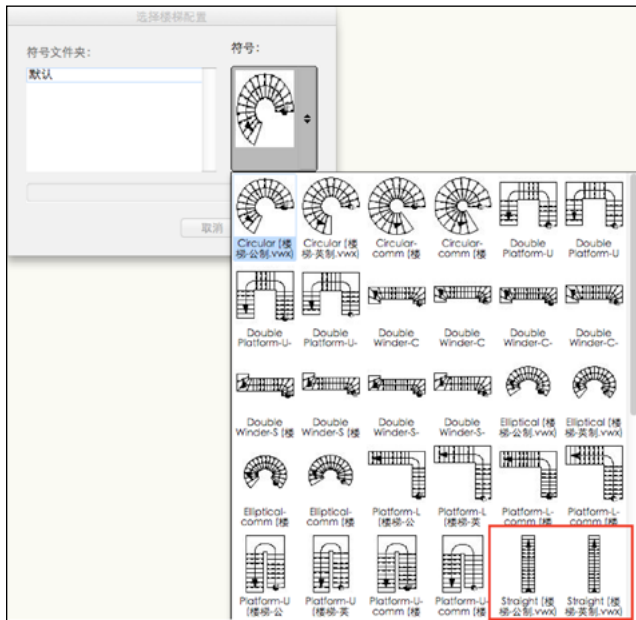 选择楼梯配置
符号文件夹:
符号:
默认
取消
Circular [楼
梯-公制.vwx)
Circular [楼
梯-英制.vwx)
Circular-
comm [楼
Circular-
comm [楼
Double
Platform-U
Double
Platform-U
Double
Platform-U-
Double
Platform-U-
Double
Winder-C
Double
Winder-C
Double
Winder-C-
Double
Winder-C-
Double
Winder-S [楼
Double
Winder-S [楼
Double
Winder-S-
Double
Winder-S-
Elliptical [楼
梯-公制.vwx)
Elliptical [楼
梯-英制.vwx)
Elliptical-
comm [楼
Elliptical-
comm [楼
Platform-L
[楼梯-公
Platform-L
[楼梯-英
Platform-L-
comm [楼
Platform-L-
comm [楼
Platform-U
[楼梯-公
Platform-U
[楼梯-英
Platform-U-
comm [楼
Platform-U-
comm [楼
Straight [楼
梯-公制.vwx)
Straight [楼
梯-英制.vwx)